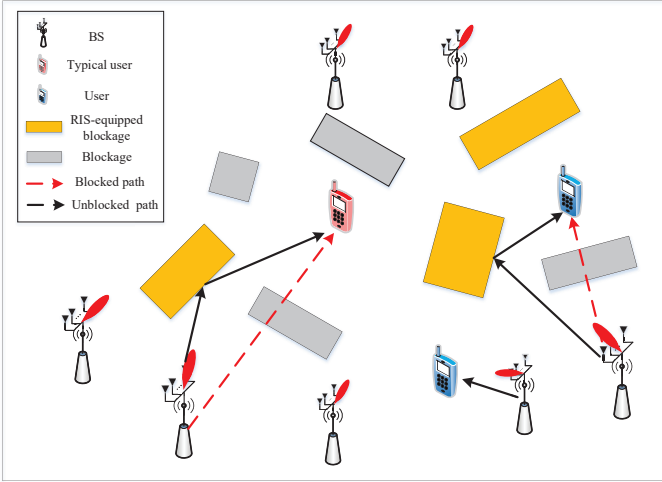 BS
Typical user
User
RIS-equipped
blockage
Blockage
Blocked path
Unblocked path